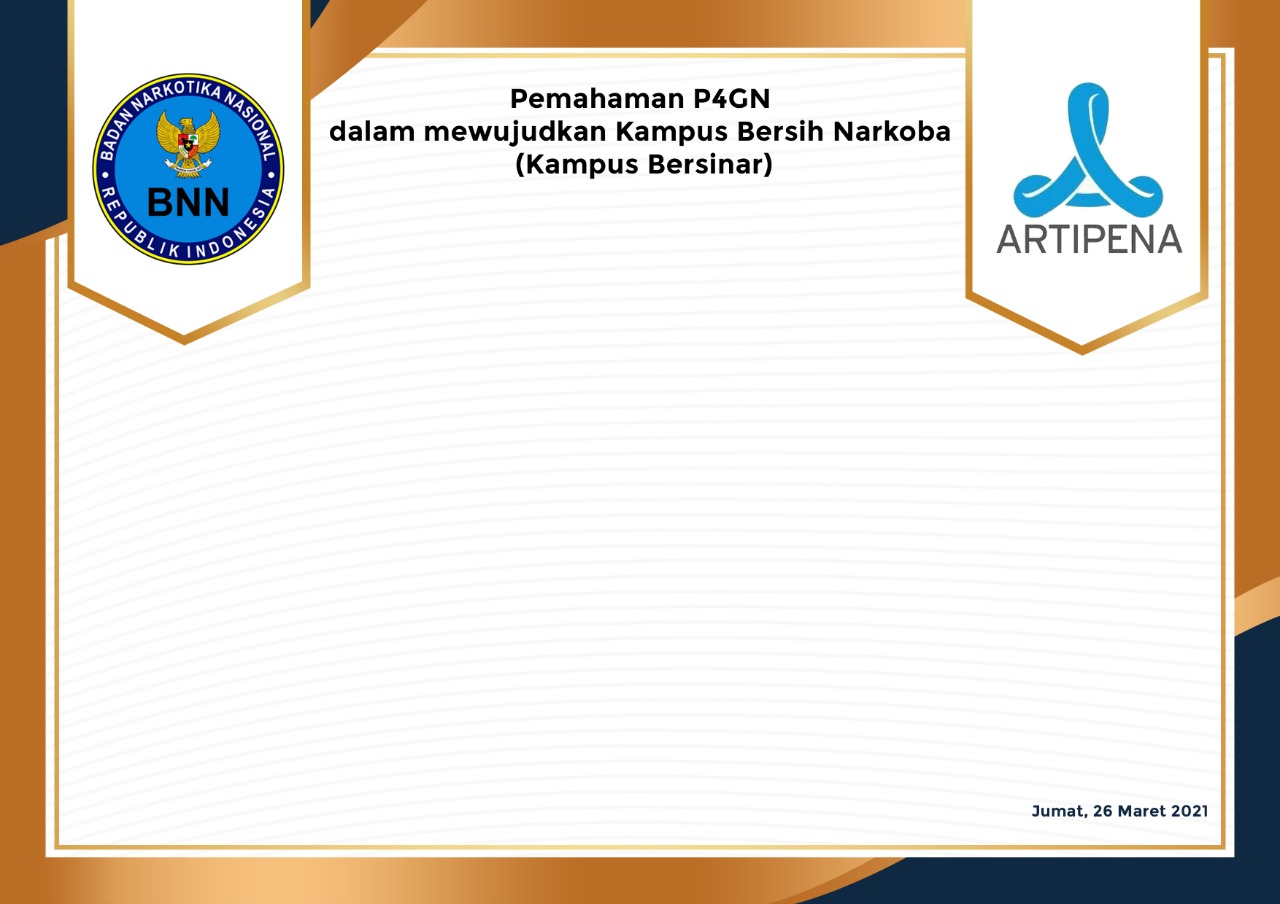 BADAN NARKOTIKA NASIONAL
BNN
REPUBLIK INDONESIA
Pemahaman P4GN
dalam mewujudkan Kampus Bersih Narkoba
(Kampus Bersinar)
ARTIPENA
Jumat, 26 Maret 2021